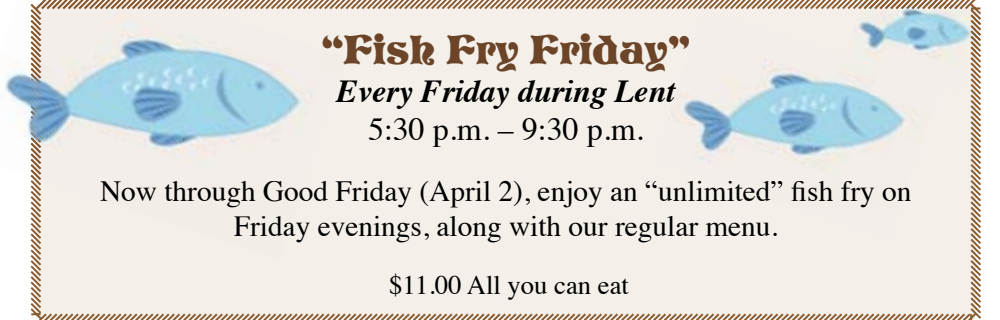 “Fish Fry Friday”
Every Friday during Lent
5:30 p.m. – 9:30 p.m.
Now through Good Friday (April 2), enjoy an “unlimited” fish fry on
Friday evenings, along with our regular menu.
$11.00 All you can eat